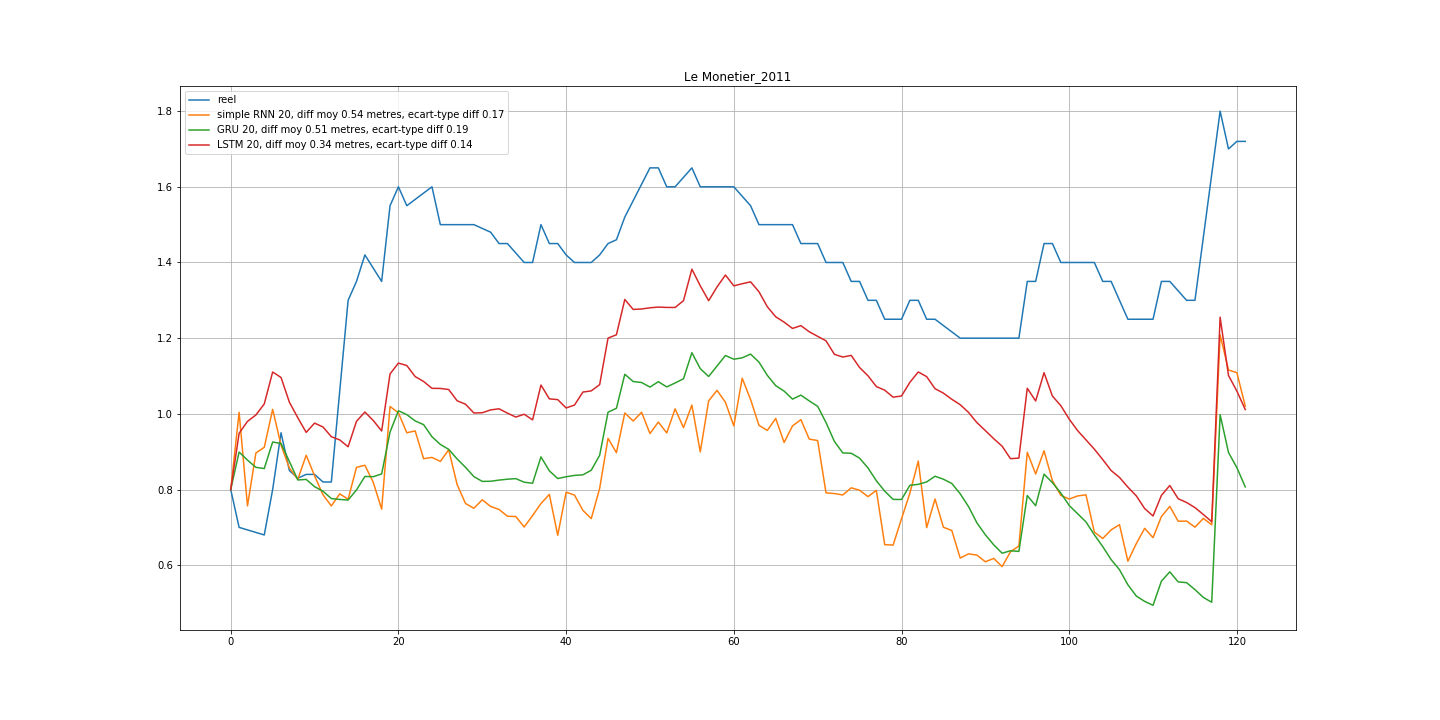 Le Monetier_2011
reel
simple RNN 20, diff moy 0.54 metres, ecart-type diff 0.17
GRU 20, diff moy 0.51 metres, ecart-type diff 0.19
LSTM 20, diff moy 0.34 metres, ecart-type diff 0.14
1.8
1.6
1.4
1.2
1.0
0.8
0.6
0 20 40 60 80 100 120